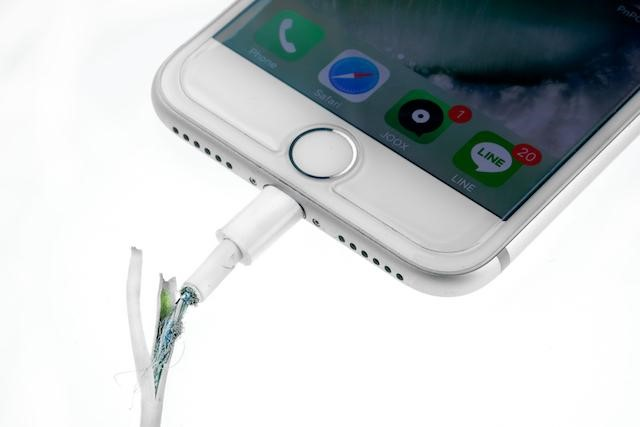 Phone
Safari
JOOX
1
LINE
20
LINE